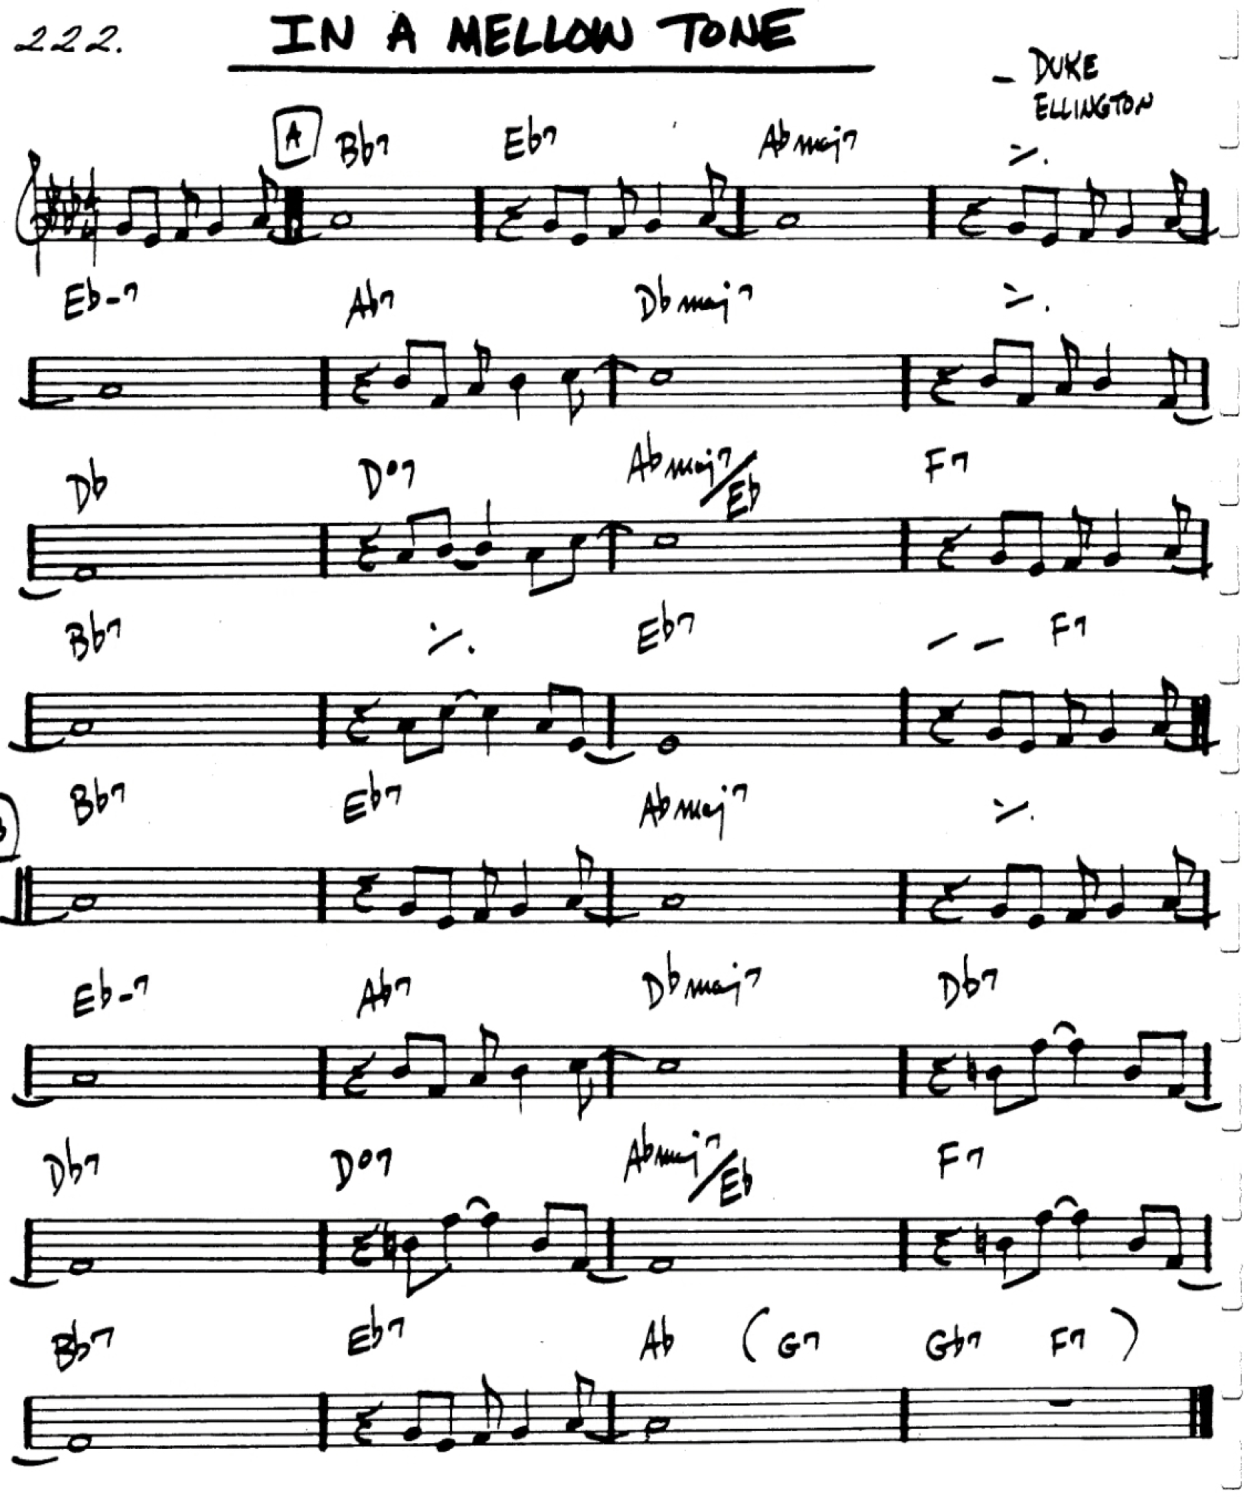 222. IN A MELLOW TONE
– DUKE
ELLINGTON
A Bb7 Eb7 Abmaj7 ٪
Eb-7 Ab7 Dbmaj7 ٪
Db D°7 Abmaj7/Eb F7
Bb7 ٪ Eb7 – – F7
B Bb7 Eb7 Abmaj7 ٪
Eb-7 Ab7 Dbmaj7 Db7
Db7 D°7 Abmaj7/Eb F7
Bb7 Eb7 Ab (G7 Gb7 F7)